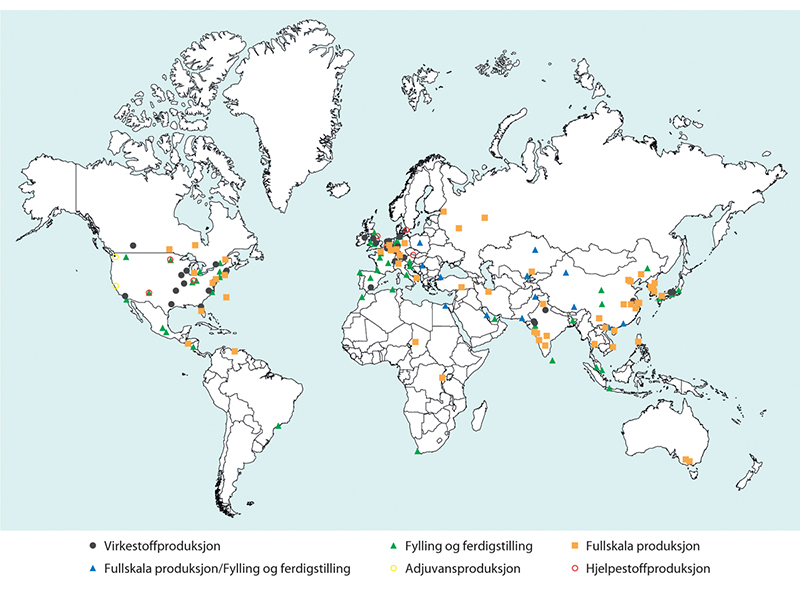 Virkestoffproduksjon Fylling og ferdigstilling Fullskala produksjon
Fullskala produksjon/Fylling og ferdigstilling Adjuvansproduksjon Hjelpestoffproduksjon